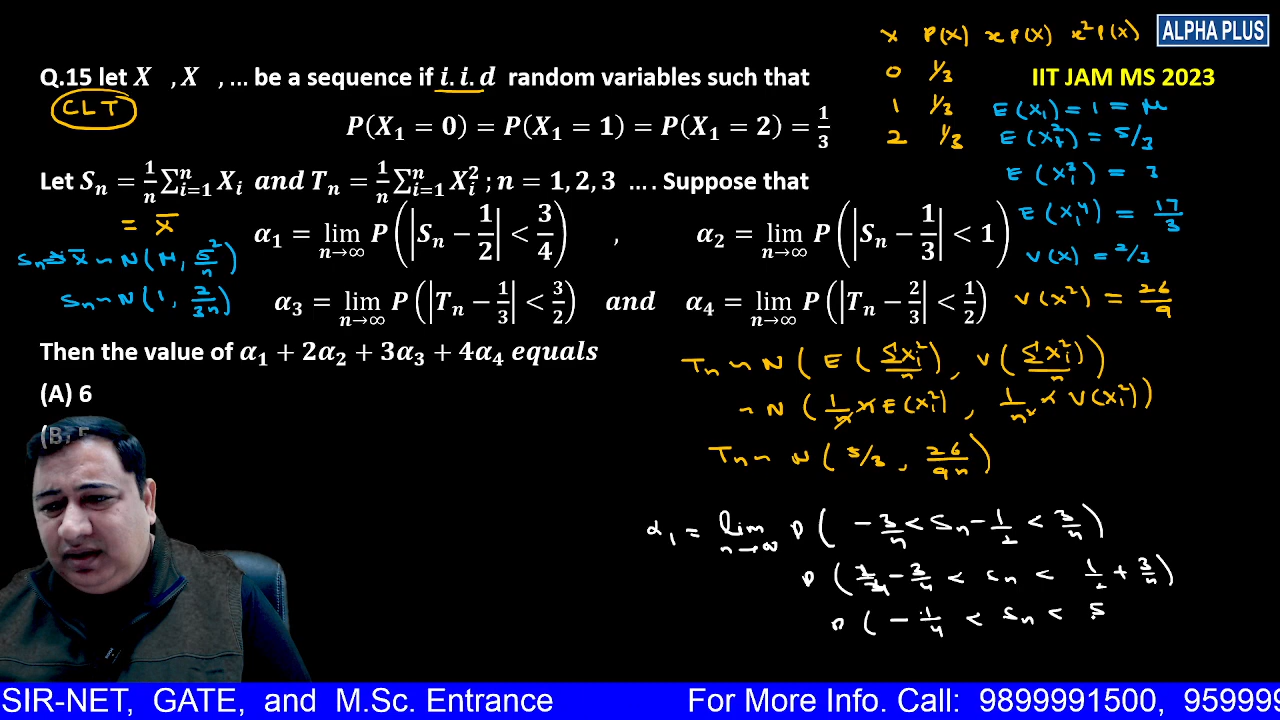 x P(X) xP(X) x²P(X)
ALPHA PLUS
0 1/3
Q.15 let X , X , ... be a sequence if i.i.d random variables such that
IIT JAM MS 2023
CLT
1 1/3
E(X₁) = 1 = μ
P(X₁ = 0) = P(X₁ = 1) = P(X₁ = 2) = 1/3
2 1/3
E(X₁²) = 5/3
Let Sₙ = 1/n ∑ᵢ₌₁ⁿ Xᵢ and Tₙ = 1/n ∑ᵢ₌₁ⁿ Xᵢ² ; n = 1, 2, 3 .... Suppose that
E(X₁³) = 3
= X̅
E(X₁⁴) = 17/3
α₁ = lim n→∞ P(|Sₙ − 1/2| < 3/4) , α₂ = lim n→∞ P(|Sₙ − 1/3| < 1)
V(X) = 2/3
X̅ ~ N(μ, σ²/n)
Sₙ ~ N(1, 2/3n)
α₃ = lim n→∞ P(|Tₙ − 1/3| < 3/2) and α₄ = lim n→∞ P(|Tₙ − 2/3| < 1/2)
V(X²) = 26/9
Then the value of α₁ + 2α₂ + 3α₃ + 4α₄ equals
Tₙ ~ N(E(∑Xᵢ²/n), V(∑Xᵢ²/n))
(A) 6
~ N(1/n × E(Xᵢ²), 1/n² × V(Xᵢ²))
(B)
Tₙ ~ N(5/3, 26/9n)
α₁ = lim n→∞ P(−3/4 < Sₙ − 1/2 < 3/4)
P(1/2 − 3/4 < Sₙ < 1/2 + 3/4)
P(−1/4 < Sₙ < 5
SIR-NET, GATE, and M.Sc. Entrance For More Info. Call: 9899991500, 959999